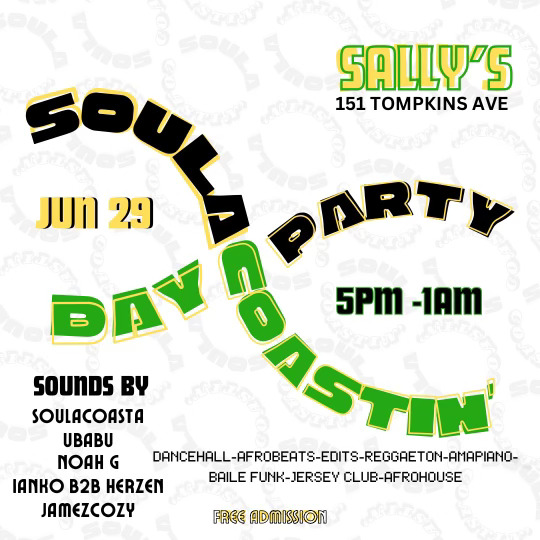 SALLY'S
151 TOMPKINS AVE
SOULA
COASTIN'
DAY
PARTY
JUN 29
5PM -1AM
SOUNDS BY
SOULACOASTA
UBABU
NOAH G
IANKO B2B HERZEN
JAMEZCOZY
DANCEHALL-AFROBEATS-EDITS-REGGAETON-AMAPIANO-
BAILE FUNK-JERSEY CLUB-AFROHOUSE
FREE ADMISSION